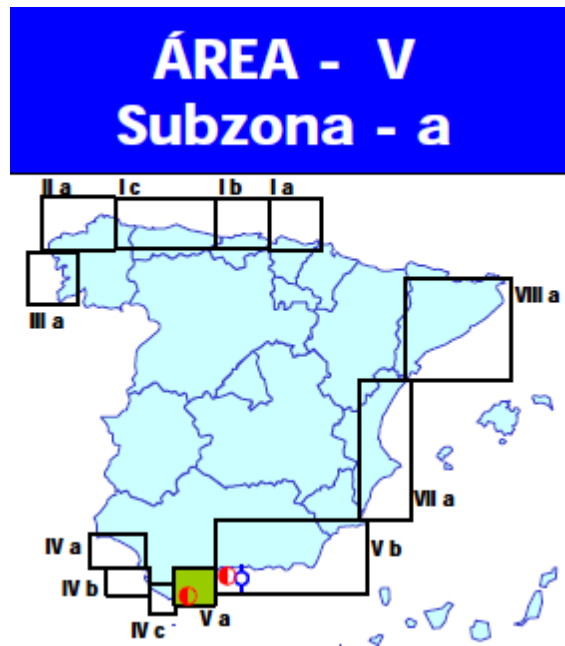 ÁREA - V
Subzona - a
II a
I c
I b
I a
III a
VIII a
VII a
IV a
V b
IV b
V a
IV c